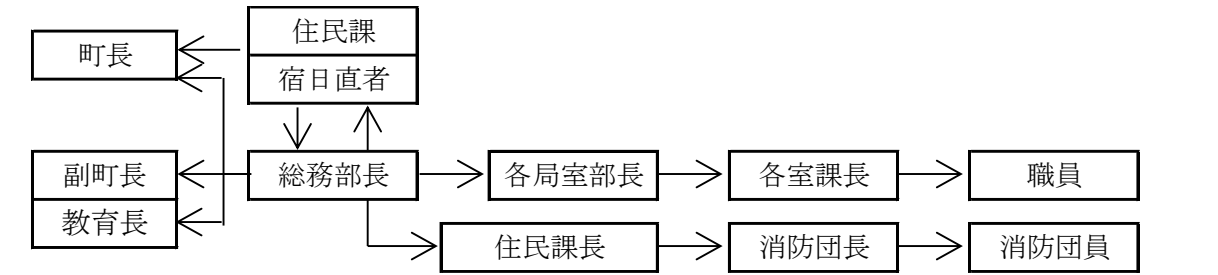 住民課
町長
宿日直者
副町長
総務部長
各局室部長
各室課長
職員
教育長
住民課長
消防団長
消防団員